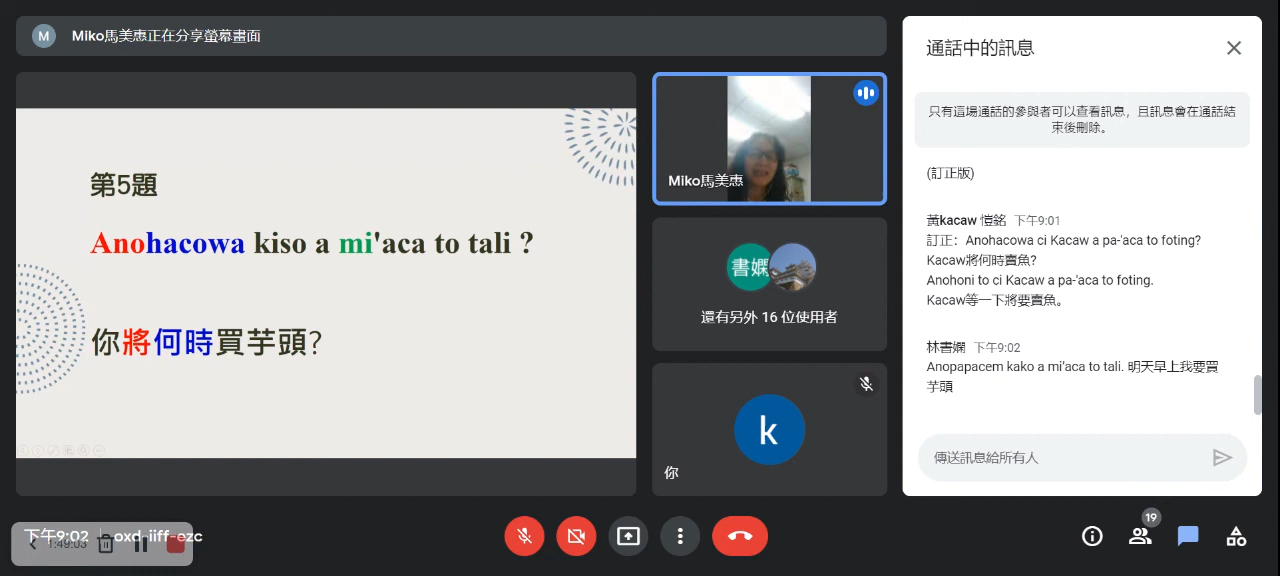 M Miko馬美惠正在分享螢幕畫面
第5題
Anohacowa kiso a mi'aca to tali ?
你將何時買芋頭?
Miko馬美惠
書嫻
還有另外 16 位使用者
k
你
通話中的訊息
只有這場通話的參與者可以查看訊息，且訊息會在通話結
束後刪除。
(訂正版)
黃kacaw 愷銘 下午9:01
訂正：Anohacowa ci Kacaw a pa-'aca to foting?
Kacaw將何時賣魚?
Anohoni to ci Kacaw a pa-'aca to foting.
Kacaw等一下將要賣魚。
林書嫻 下午9:02
Anopapacem kako a mi'aca to tali. 明天早上我要買
芋頭
傳送訊息給所有人
下午9:02 | oxd-iiff-ezc
1:49:03
19